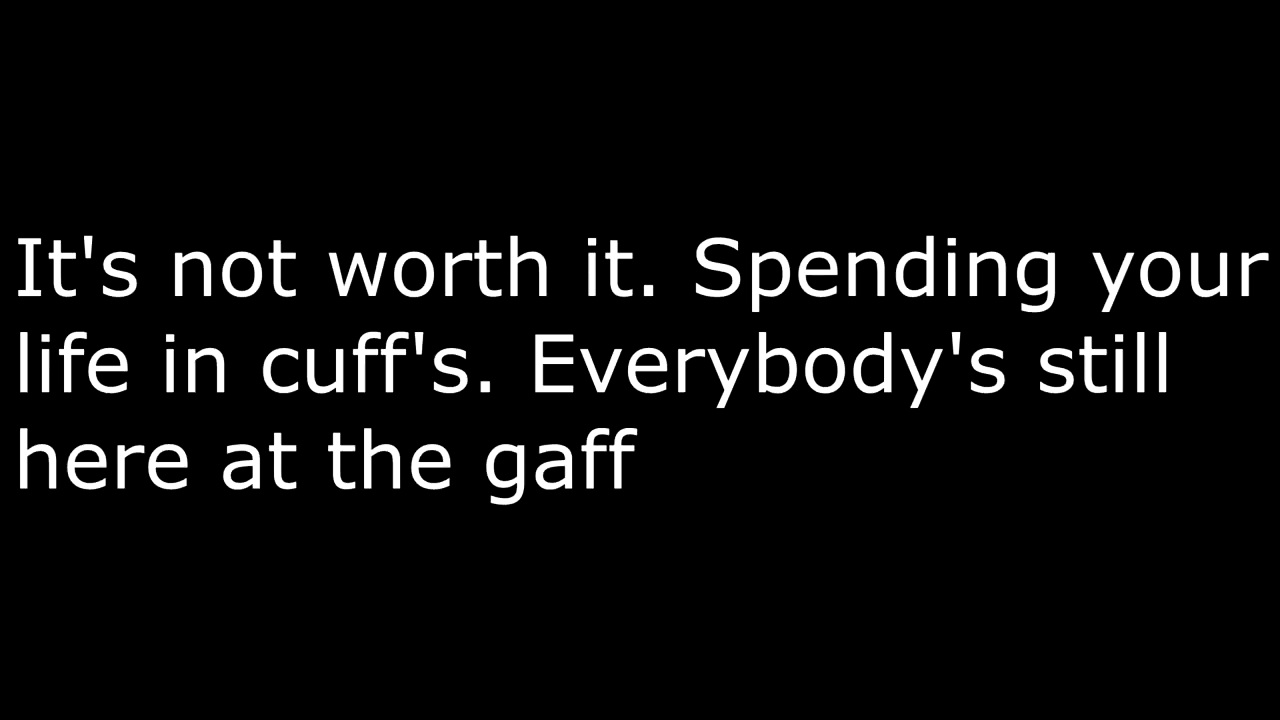 It's not worth it. Spending your
life in cuff's. Everybody's still
here at the gaff